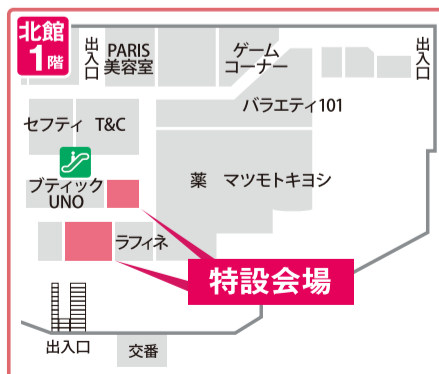 北館
1階
出入口
PARIS
美容室
ゲーム
コーナー
出入口
バラエティ101
セフティ T&C
ブティック
UNO
薬 マツモトキヨシ
ラフィネ
特設会場
出入口
交番